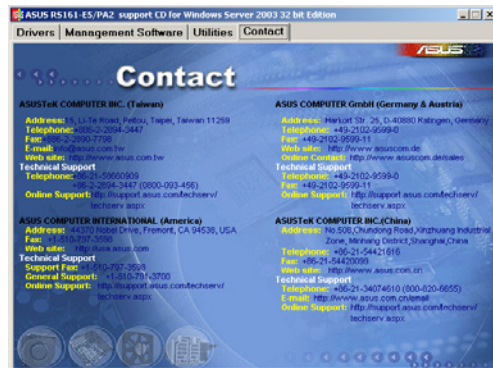 ASUS RS161-E5/PA2 support CD for Windows Server 2003 32 bit Edition
Drivers Management Software Utilities Contact
ASUS
Contact
ASUSTeK COMPUTER INC. (Taiwan)
Address:15, Li-Te Road, Peitou, Taipei, Taiwan 11259
Telephone:+886-2-2894-3447
Fax:+886-2-2890-7798
E-mail:info@asus.com.tw
Web site: http://www.asus.com.tw
Technical Support
Telephone:+86-21-38660909
+86-2-2894-3447 (0800-093-456)
Online Support: http://support.asus.com/techserv/
techserv.aspx
ASUS COMPUTER INTERNATIONAL (America)
Address: 44370 Nobel Drive, Fremont, CA 94538, USA
Fax: +1-510-797-3598
Web site: http://usa.asus.com
Technical Support
Support Fax: +1-510-797-3598
General Support: +1-510-791-3700
Online Support: http://support.asus.com/techserv/
techserv.aspx
ASUS COMPUTER GmbH (Germany & Austria)
Address: Harkort Str. 25, D-40880 Ratingen, Germany
Telephone: +49-2102-9599-0
Fax: +49-2102-9599-11
Web site: http://www.asuscom.de
Online Contact: http://www.asuscom.de/sales
Technical Support
Telephone: +49-2102-9599-0
Fax: +49-2102-9599-11
Online Support: http://support.asus.com/techserv/
techserv.aspx
ASUSTeK COMPUTER INC.(China)
Address: No.508,Chundong Road,Xinzhuang Industrial
Zone, Minhang District,Shanghai,China
Telephone: +86-21-54421616
Fax: +86-21-54420099
Web site: http://www.asus.com.cn
Technical Support
Telephone: +86-21-34074610 (800-820-6655)
E-mail: http://www.asus.com.cn/email
Online Support: http://support.asus.com/techserv/
techserv.aspx